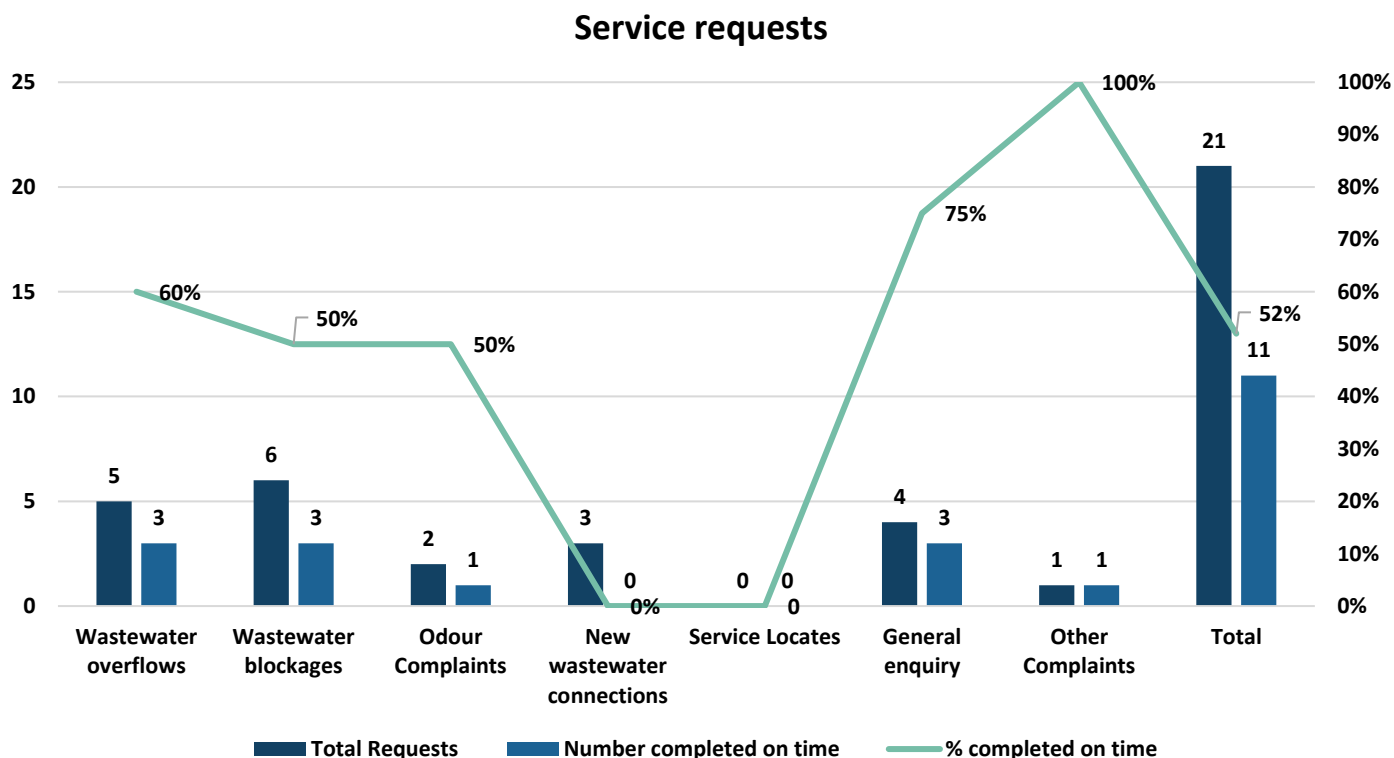 Service requests
25
20
15
10
5
0
100%
90%
80%
70%
60%
50%
40%
30%
20%
10%
0%
60%
50%
50%
0%
0
75%
100%
52%
5
3
6
3
2
1
3
0
0
0
4
3
1
1
21
11
Wastewater
overflows
Wastewater
blockages
Odour
Complaints
New
wastewater
connections
Service Locates
General
enquiry
Other
Complaints
Total
Total Requests
Number completed on time
% completed on time